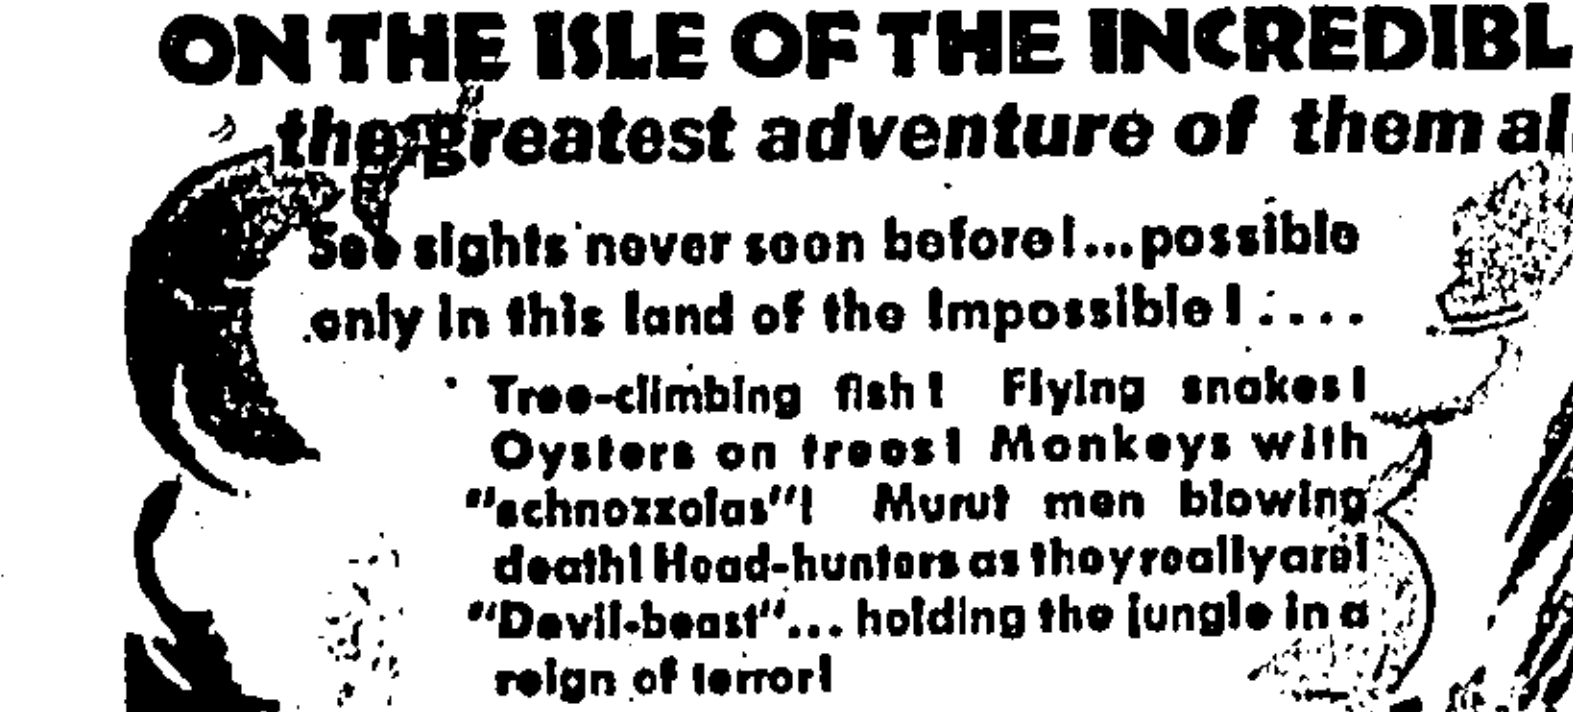 ON THE ISLE OF THE INCREDIBL
the greatest adventure of them al
See sights never seen before!...possible
only in this land of the Impossible!....
Tree-climbing fish! Flying snakes!
Oysters on trees! Monkeys with
"schnozzolas"! Murut men blowing
death! Head-hunters as they really are!
"Devil-beast"... holding the jungle in a
reign of terror!